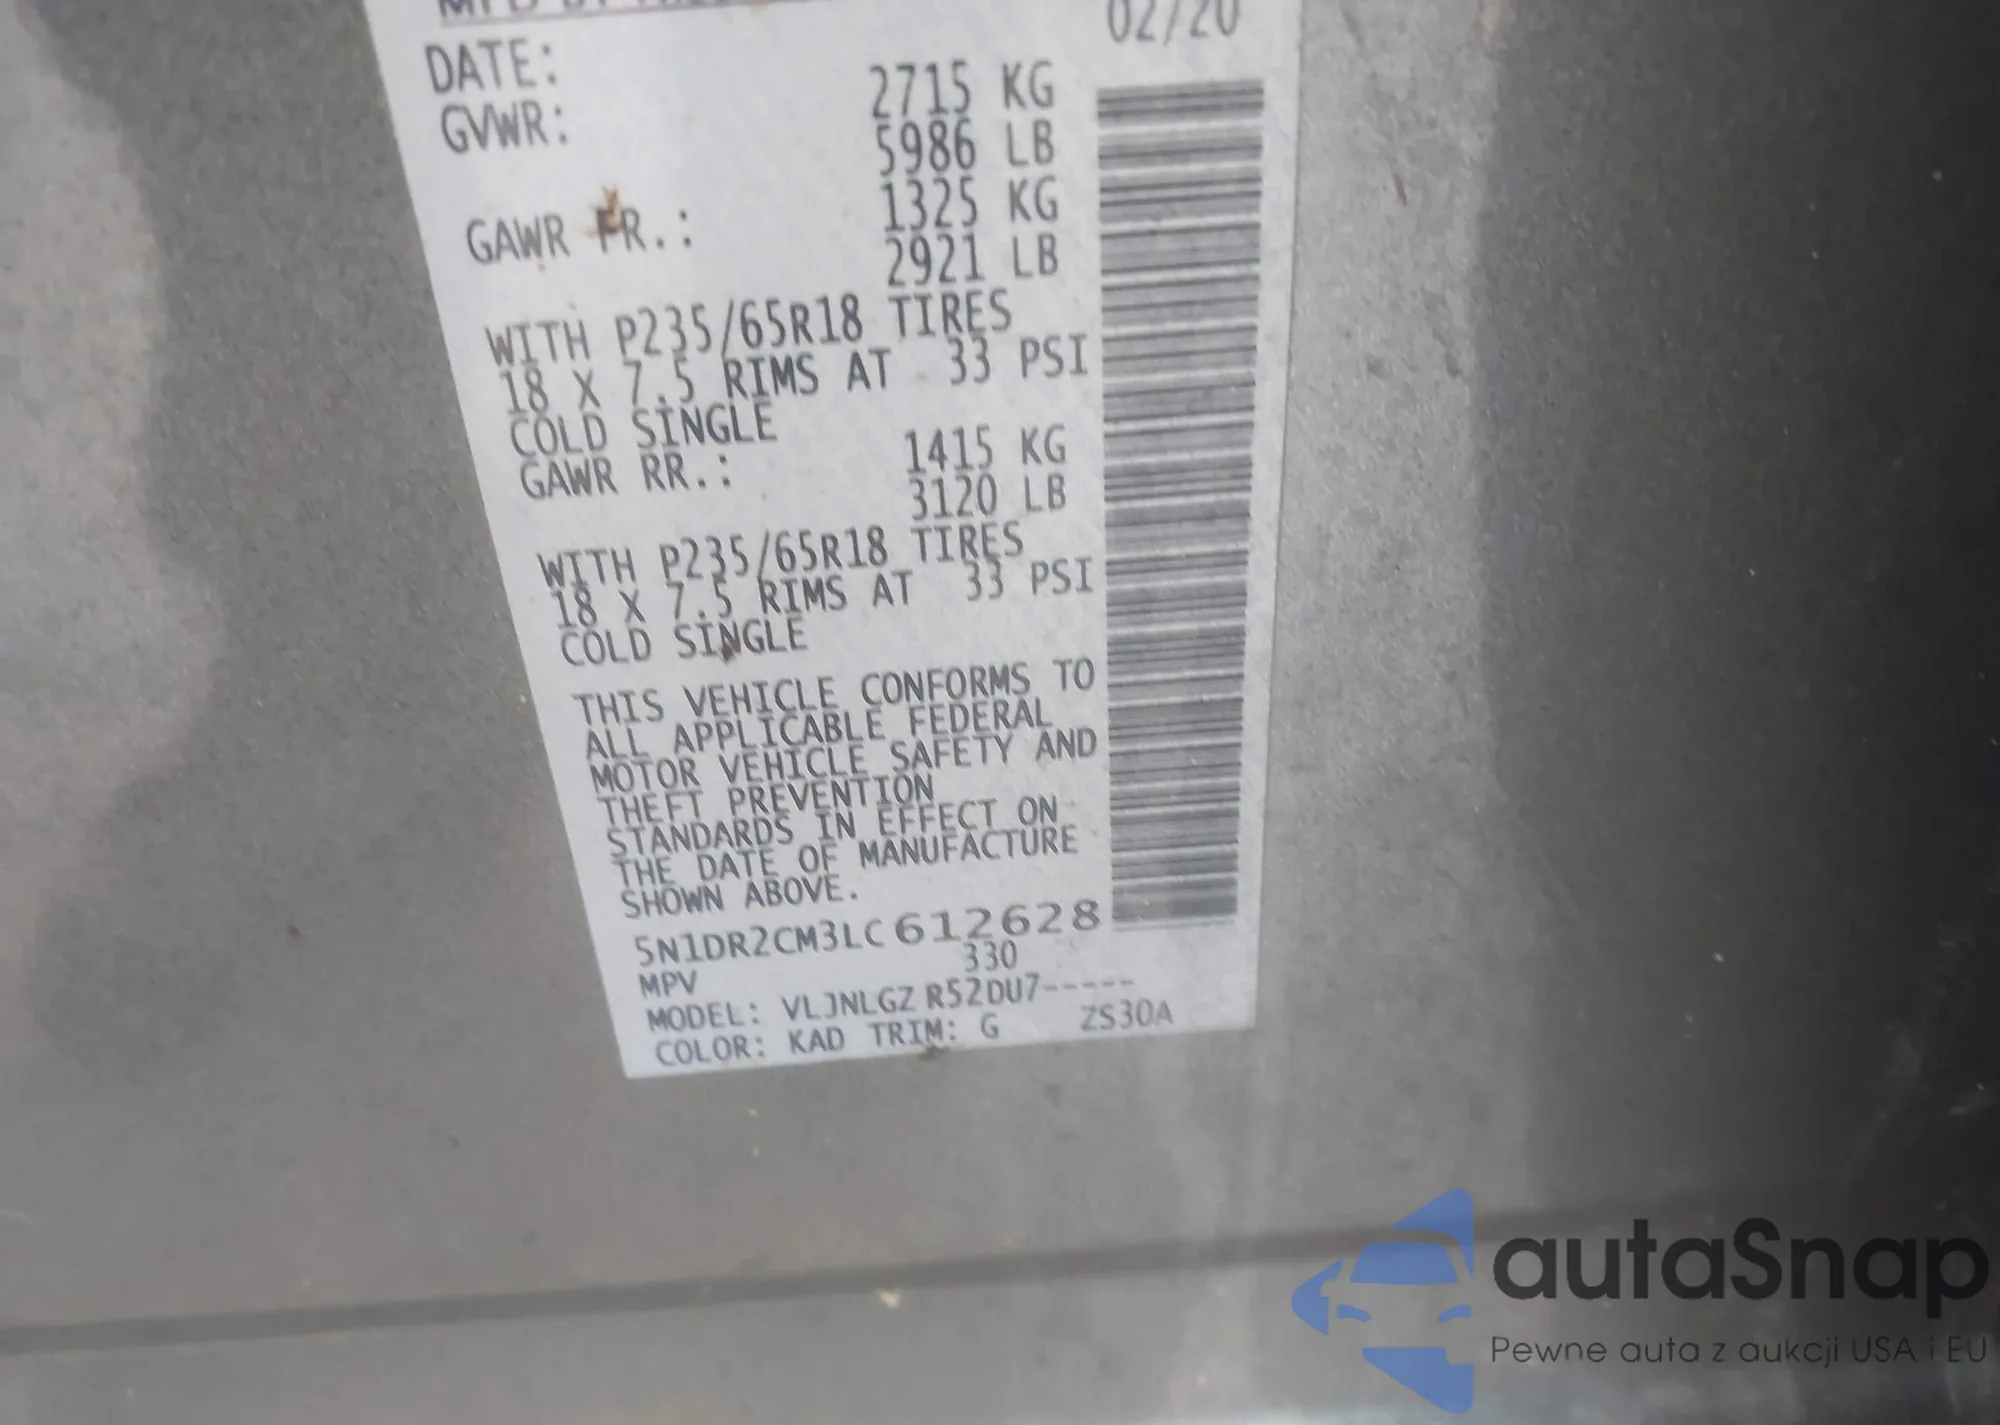 MFD BY
02/20
DATE:
GVWR: 2715 KG
5986 LB
GAWR FR.: 1325 KG
2921 LB
WITH P235/65R18 TIRES
18 X 7.5 RIMS AT 33 PSI
COLD SINGLE
GAWR RR.: 1415 KG
3120 LB
WITH P235/65R18 TIRES
18 X 7.5 RIMS AT 33 PSI
COLD SINGLE
THIS VEHICLE CONFORMS TO
ALL APPLICABLE FEDERAL
MOTOR VEHICLE SAFETY AND
THEFT PREVENTION
STANDARDS IN EFFECT ON
THE DATE OF MANUFACTURE
SHOWN ABOVE.
5N1DR2CM3LC612628
MPV 330
MODEL: VLJNLGZ R52DU7-----
COLOR: KAD TRIM: G ZS30A
autaSnap
Pewne auta z aukcji USA i EU